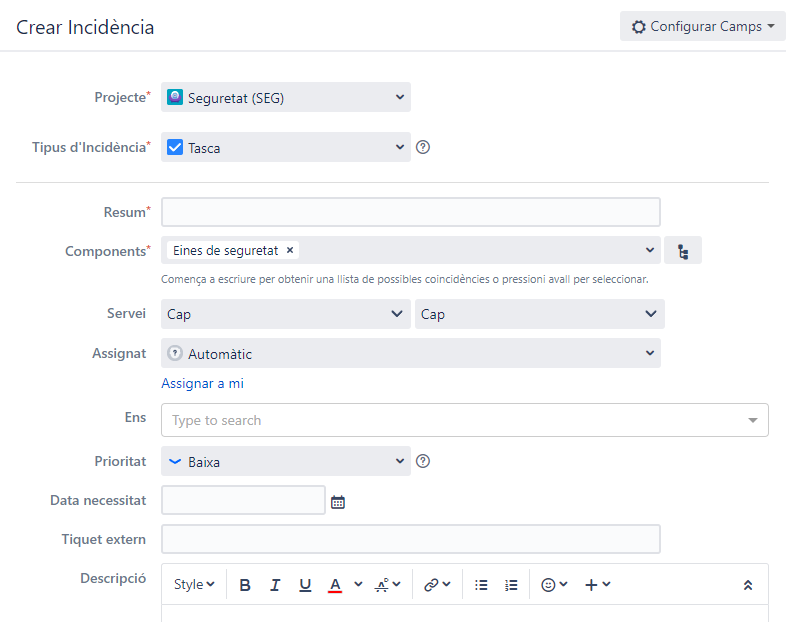 Crear Incidència
Configurar Camps
Projecte* Seguretat (SEG)
Tipus d'Incidència* Tasca
Resum*
Components* Eines de seguretat ×
Comença a escriure per obtenir una llista de possibles coincidències o pressioni avall per seleccionar.
Servei Cap Cap
Assignat Automàtic
Assignar a mi
Ens Type to search
Prioritat Baixa
Data necessitat
Tiquet extern
Descripció Style B I U A